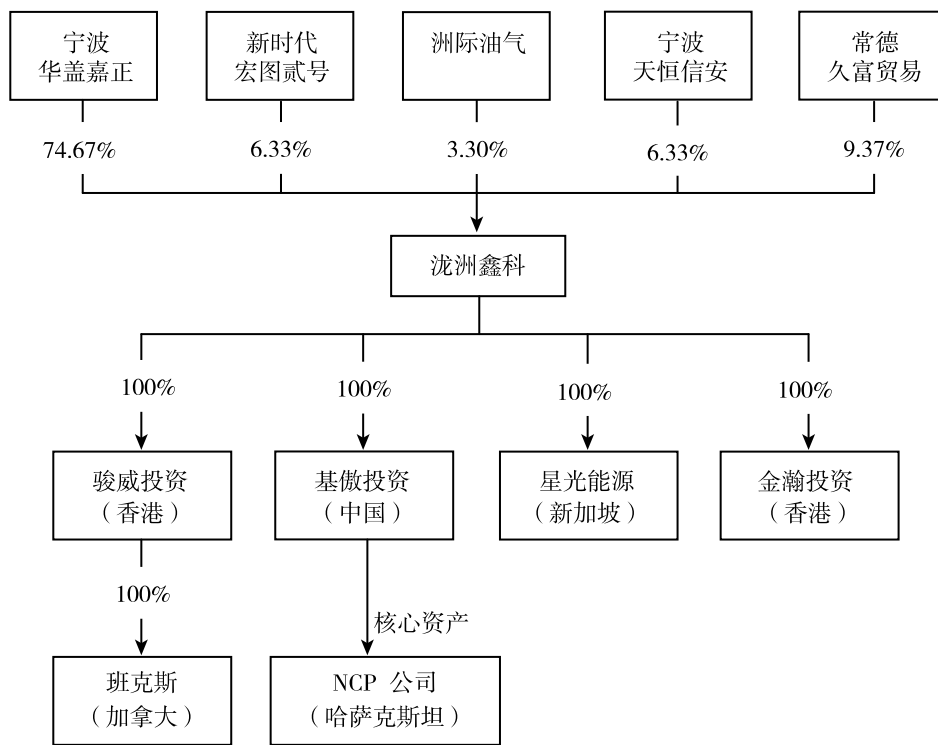 宁波
华盖嘉正
新时代
宏图贰号
洲际油气
宁波
天恒信安
常德
久富贸易
74.67%
6.33%
3.30%
6.33%
9.37%
泷洲鑫科
100%
100%
100%
100%
骏威投资
（香港）
基傲投资
（中国）
星光能源
（新加坡）
金瀚投资
（香港）
100%
核心资产
班克斯
（加拿大）
NCP 公司
（哈萨克斯坦）